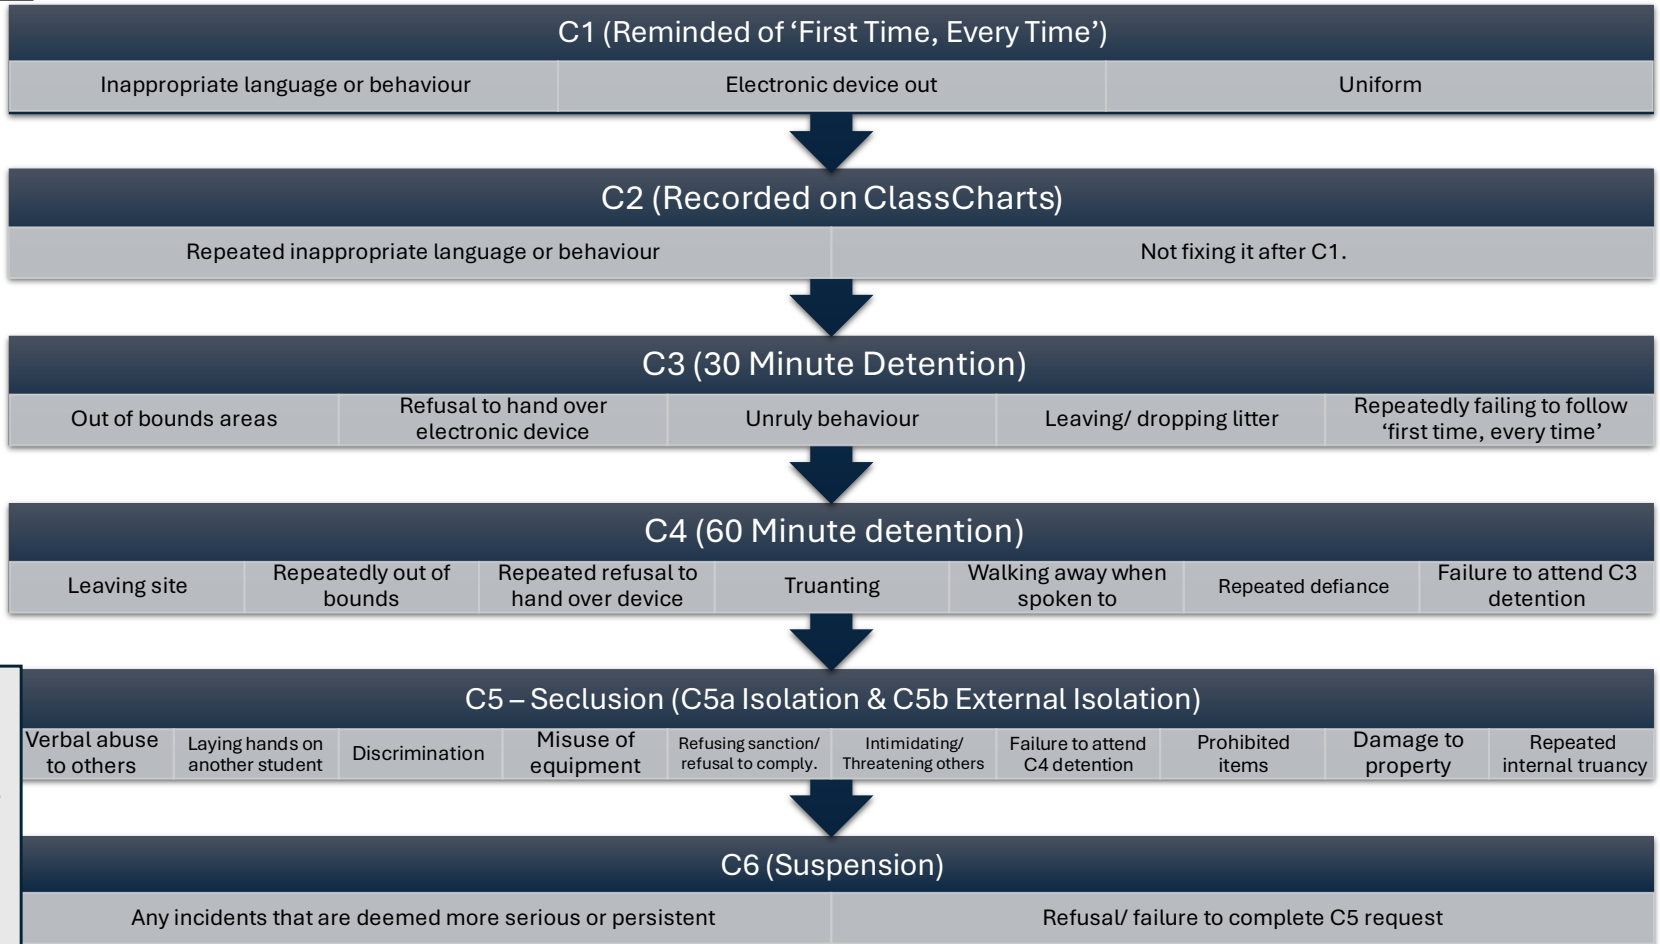 C1 (Reminded of ‘First Time, Every Time’)
Inappropriate language or behaviour
Electronic device out
Uniform
C2 (Recorded on ClassCharts)
Repeated inappropriate language or behaviour
Not fixing it after C1.
C3 (30 Minute Detention)
Out of bounds areas
Refusal to hand over
electronic device
Unruly behaviour
Leaving/ dropping litter
Repeatedly failing to follow
‘first time, every time’
C4 (60 Minute detention)
Leaving site
Repeatedly out of
bounds
Repeated refusal to
hand over device
Truanting
Walking away when
spoken to
Repeated defiance
Failure to attend C3
detention
C5 – Seclusion (C5a Isolation & C5b External Isolation)
Verbal abuse
to others
Laying hands on
another student
Discrimination
Misuse of
equipment
Refusing sanction/
refusal to comply.
Intimidating/
Threatening others
Failure to attend
C4 detention
Prohibited
items
Damage to
property
Repeated
internal truancy
C6 (Suspension)
Any incidents that are deemed more serious or persistent
Refusal/ failure to complete C5 request